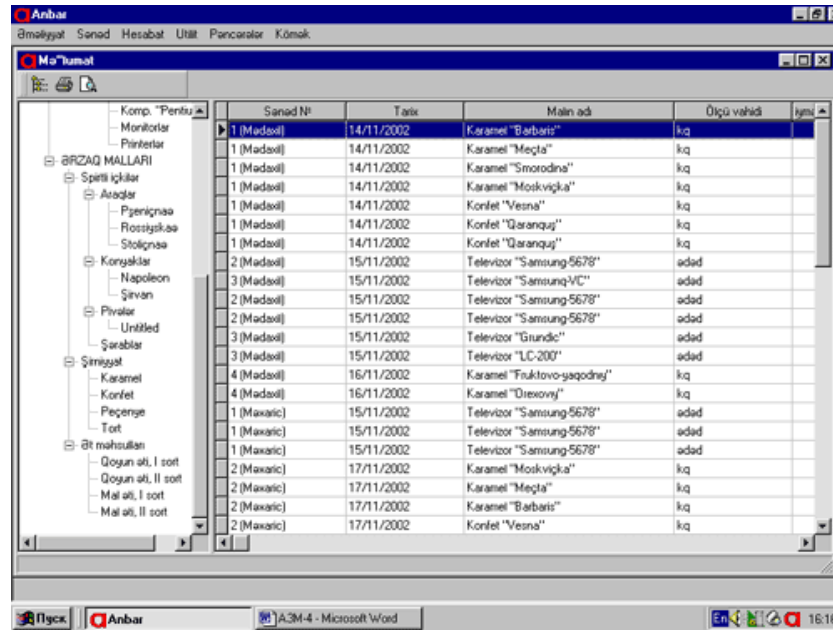 Anbar
Əməliyyat Sənəd Hesabat Utilit Pəncərələr Kömək
Mə"lumat
Komp. "Pentiu
Monitorlar
Printerlər
ƏRZAQ MALLARI
Spirtli içkilər
Araqlar
Pşeniçnaə
Rossiyskaə
Stoliçnaə
Konyaklar
Napoleon
Şirvan
Pivələr
Untitled
Şərablar
Şirniyyat
Karamel
Konfet
Peçenye
Tort
Ət məhsulları
Qoyun əti, I sort
Qoyun əti, II sort
Mal əti, I sort
Mal əti, II sort
Sənəd № Tarix Malın adı Ölçü vahidi
1 (Mədaxil) 14/11/2002 Karamel "Barbaris" kq
1 (Mədaxil) 14/11/2002 Karamel "Meçta" kq
1 (Mədaxil) 14/11/2002 Karamel "Smorodina" kq
1 (Mədaxil) 14/11/2002 Karamel "Moskviçka" kq
1 (Mədaxil) 14/11/2002 Konfet "Vesna" kq
1 (Mədaxil) 14/11/2002 Konfet "Qaranquş" kq
1 (Mədaxil) 14/11/2002 Konfet "Qaranquş" kq
2 (Mədaxil) 15/11/2002 Televizor "Samsung-5678" ədəd
3 (Mədaxil) 15/11/2002 Televizor "Samsung-VC" ədəd
2 (Mədaxil) 15/11/2002 Televizor "Samsung-5678" ədəd
2 (Mədaxil) 15/11/2002 Televizor "Samsung-5678" ədəd
3 (Mədaxil) 15/11/2002 Televizor "Grundic" ədəd
3 (Mədaxil) 15/11/2002 Televizor "LC-200" ədəd
4 (Mədaxil) 16/11/2002 Karamel "Fruktovo-yaqodnıy" kq
4 (Mədaxil) 16/11/2002 Karamel "Orexovıy" kq
1 (Məxaric) 15/11/2002 Televizor "Samsung-5678" ədəd
1 (Məxaric) 15/11/2002 Televizor "Samsung-5678" ədəd
1 (Məxaric) 15/11/2002 Televizor "Samsung-5678" ədəd
2 (Məxaric) 17/11/2002 Karamel "Moskviçka" kq
2 (Məxaric) 17/11/2002 Karamel "Meçta" kq
2 (Məxaric) 17/11/2002 Karamel "Barbaris" kq
2 (Məxaric) 17/11/2002 Konfet "Vesna" kq
Пуск Anbar АЗМ-4 - Microsoft Word En 16:16